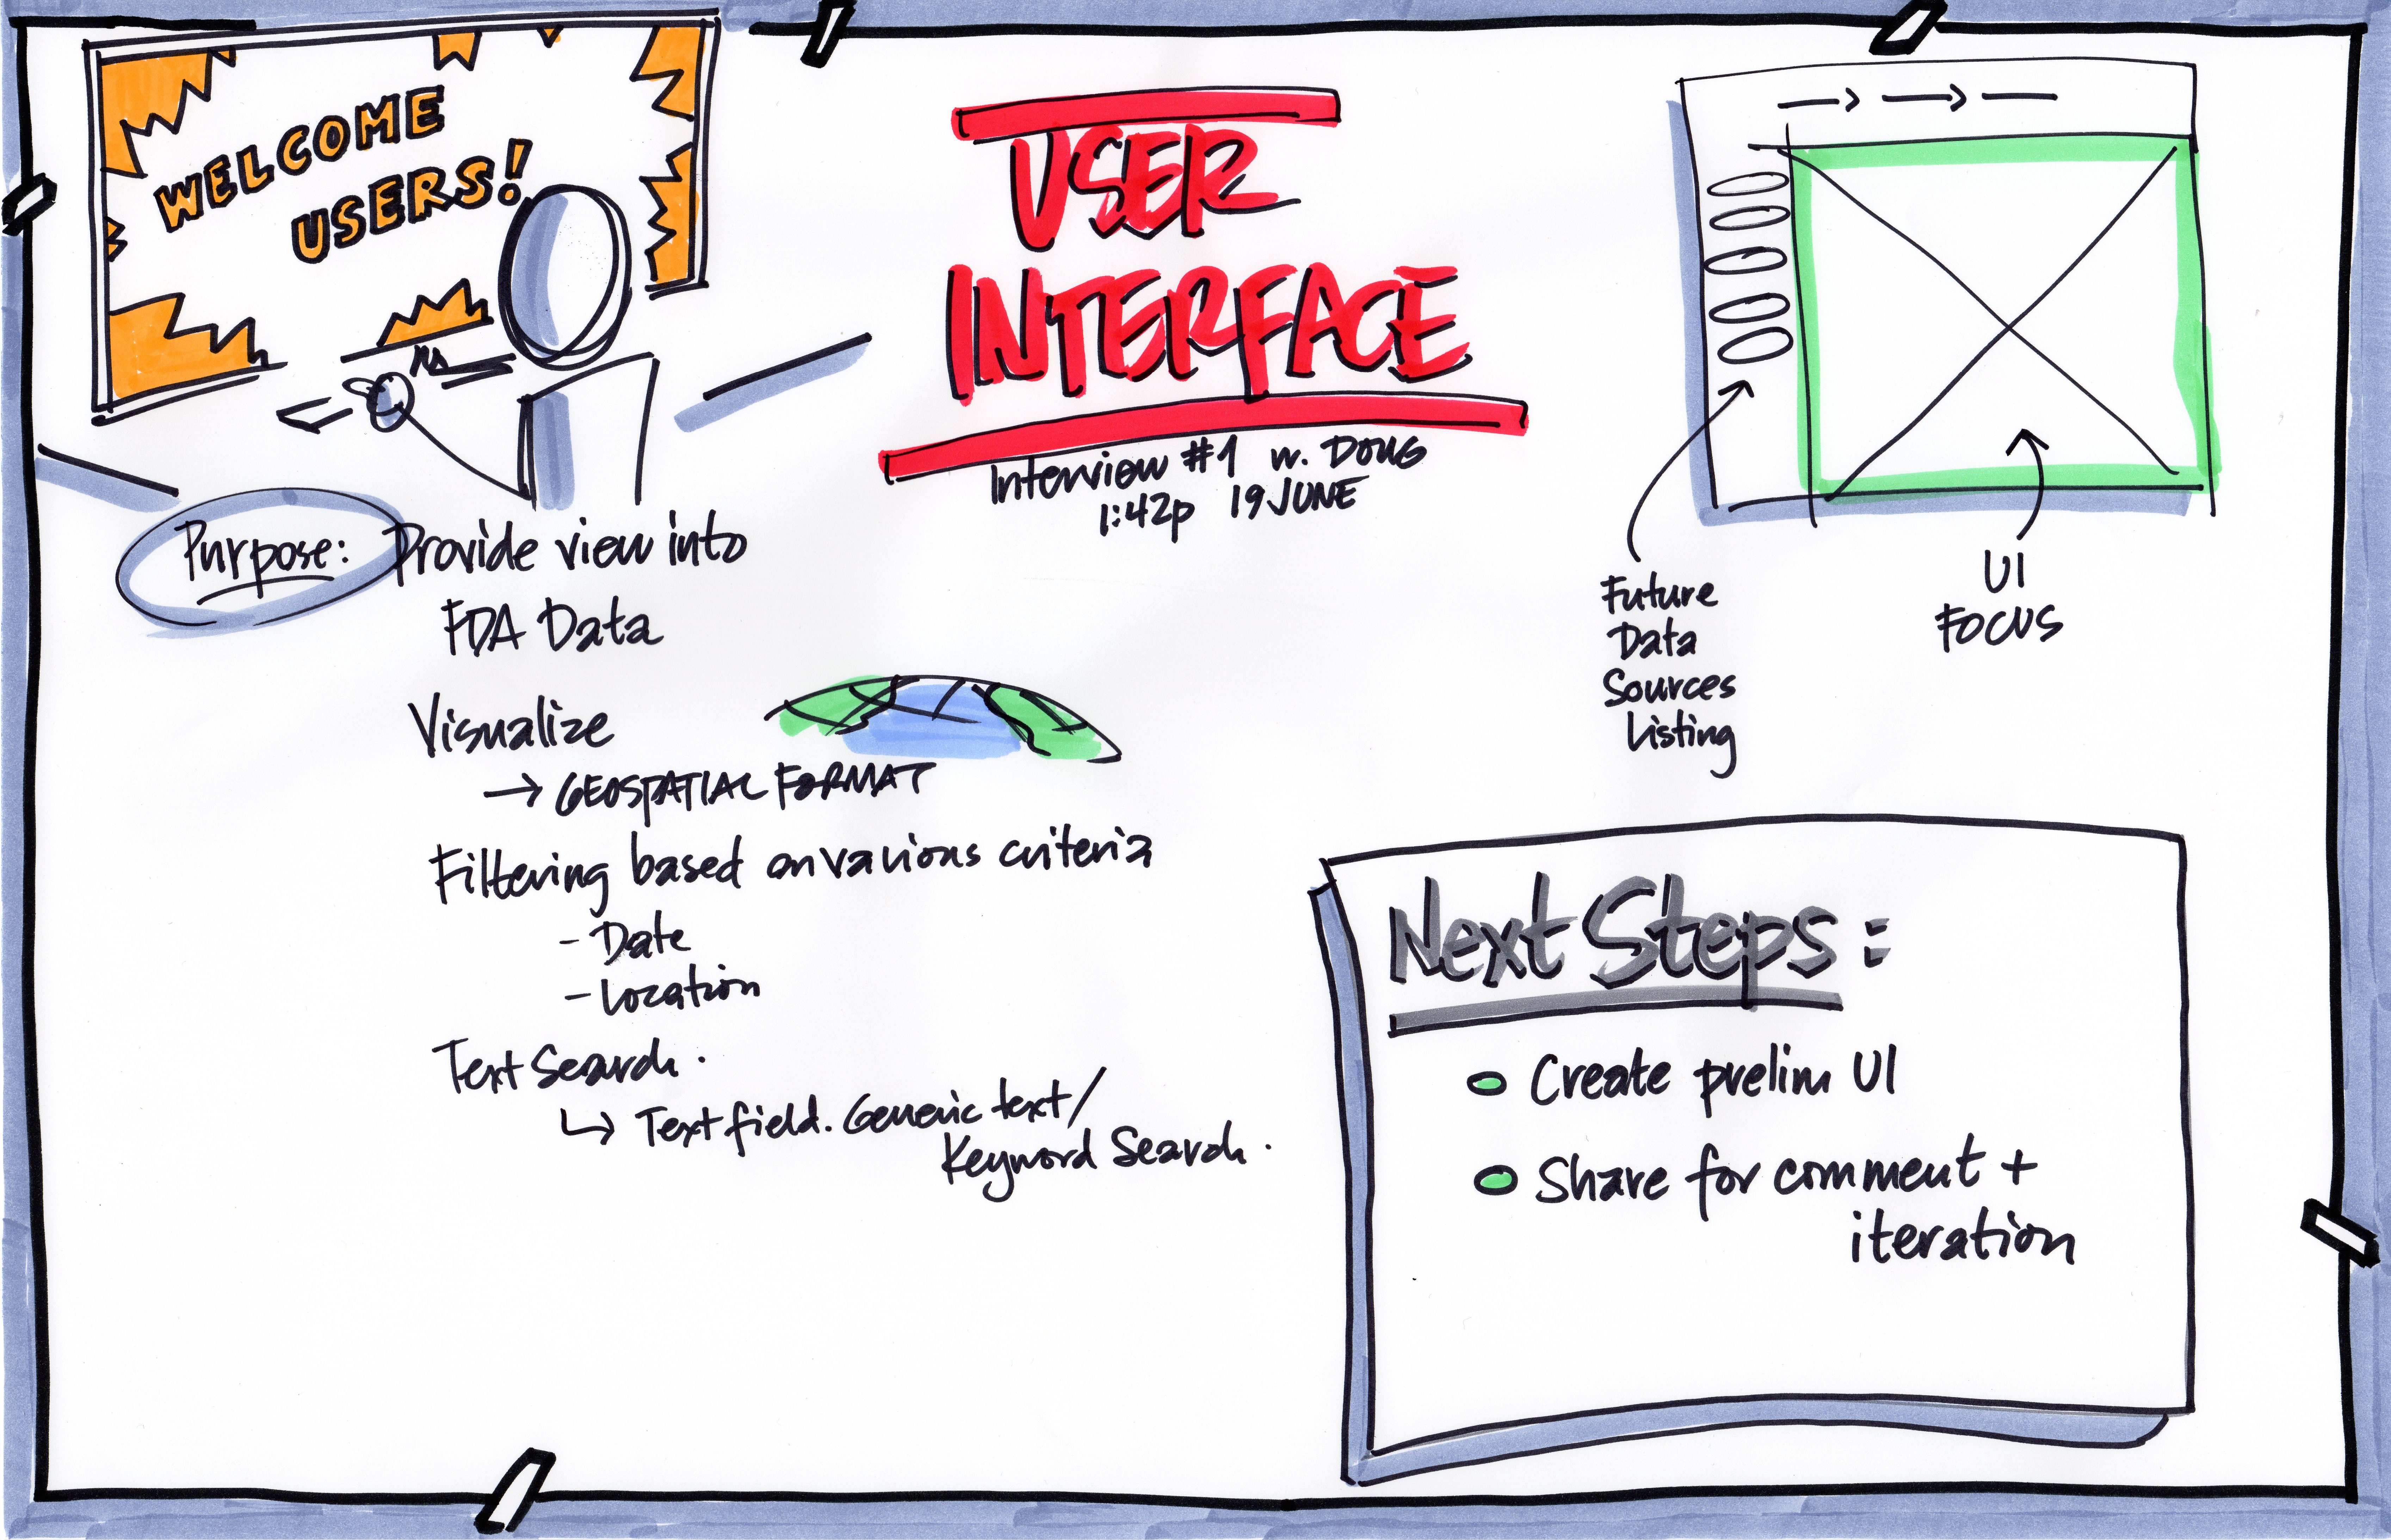 WELCOME
USERS!
USER
INTERFACE
Interview #1 w. DOUG
1:42p 19 JUNE
Purpose: Provide view into
FDA Data
Visualize
→ GEOSPATIAL FORMAT
Filtering based on various criteria
- Date
- Location
Text Search.
↳ Text field. Generic text/
Keyword Search.
Future
Data
Sources
Listing
UI
FOCUS
Next Steps:
Create prelim UI
Share for comment +
iteration